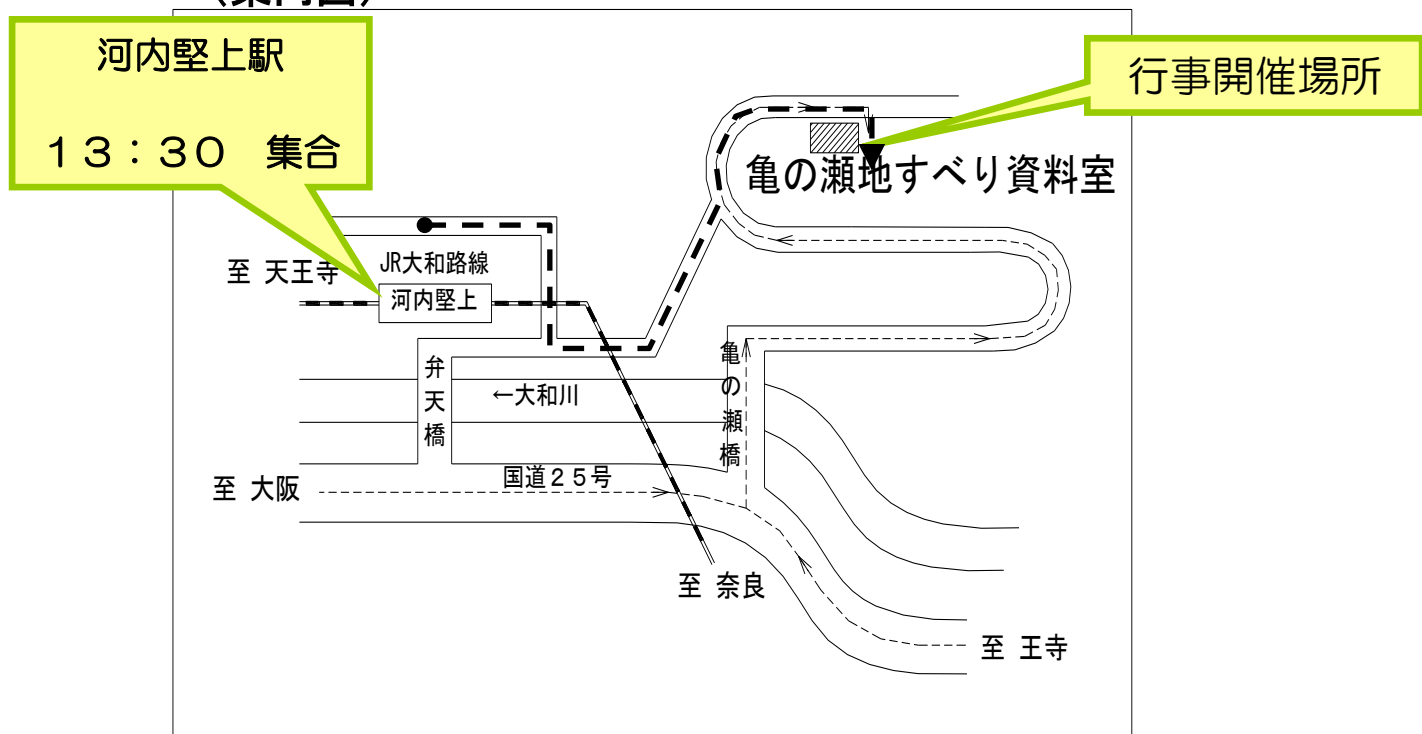 河内堅上駅
１３：３０　集合
行事開催場所
亀の瀬地すべり資料室
至 天王寺
JR大和路線
河内堅上
弁天橋
←大和川
亀の瀬橋
至 大阪
国道２５号
至 奈良
至 王寺